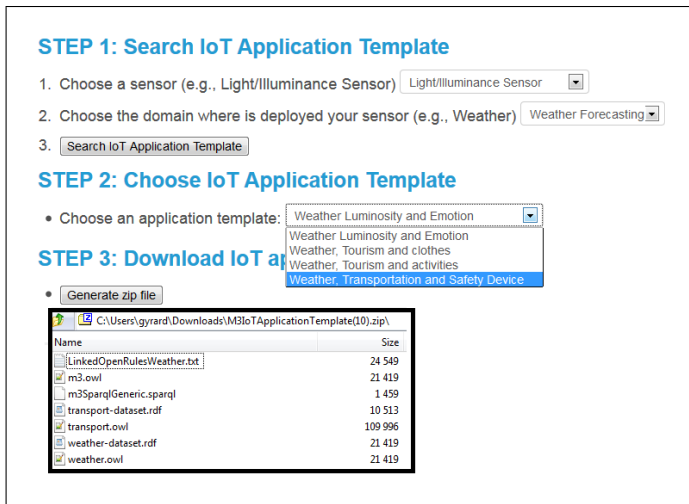 STEP 1: Search IoT Application Template
1. Choose a sensor (e.g., Light/Illuminance Sensor) Light/Illuminance Sensor
2. Choose the domain where is deployed your sensor (e.g., Weather) Weather Forecasting
3. Search IoT Application Template
STEP 2: Choose IoT Application Template
• Choose an application template: Weather Luminosity and Emotion
Weather Luminosity and Emotion
Weather, Tourism and clothes
Weather, Tourism and activities
Weather, Transportation and Safety Device
STEP 3: Download IoT ap
• Generate zip file
C:\Users\gyrard\Downloads\M3IoTApplicationTemplate(10).zip\
Name Size
LinkedOpenRulesWeather.txt 24 549
m3.owl 21 419
m3SparqlGeneric.sparql 1 459
transport-dataset.rdf 10 513
transport.owl 109 996
weather-dataset.rdf 21 419
weather.owl 21 419